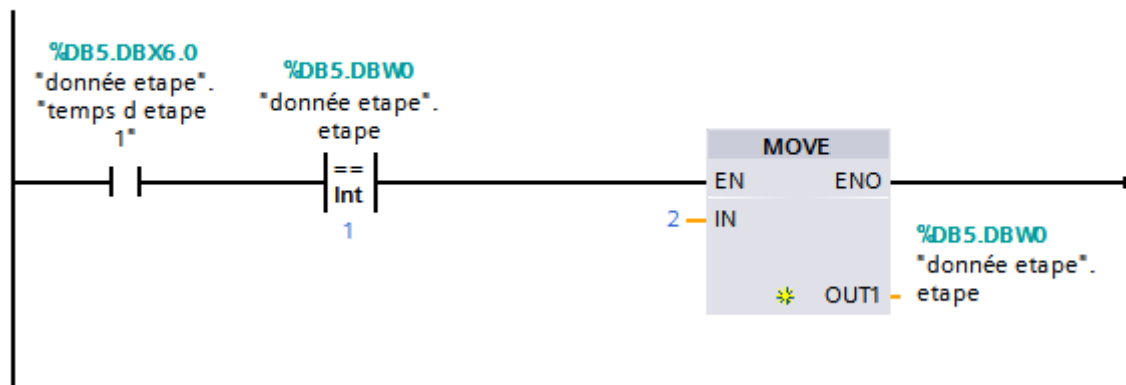 %DB5.DBX6.0
"donnée etape".
"temps d etape
1"
%DB5.DBW0
"donnée etape".
etape
==
Int
1
MOVE
EN ENO
2 IN
OUT1
%DB5.DBW0
"donnée etape".
etape